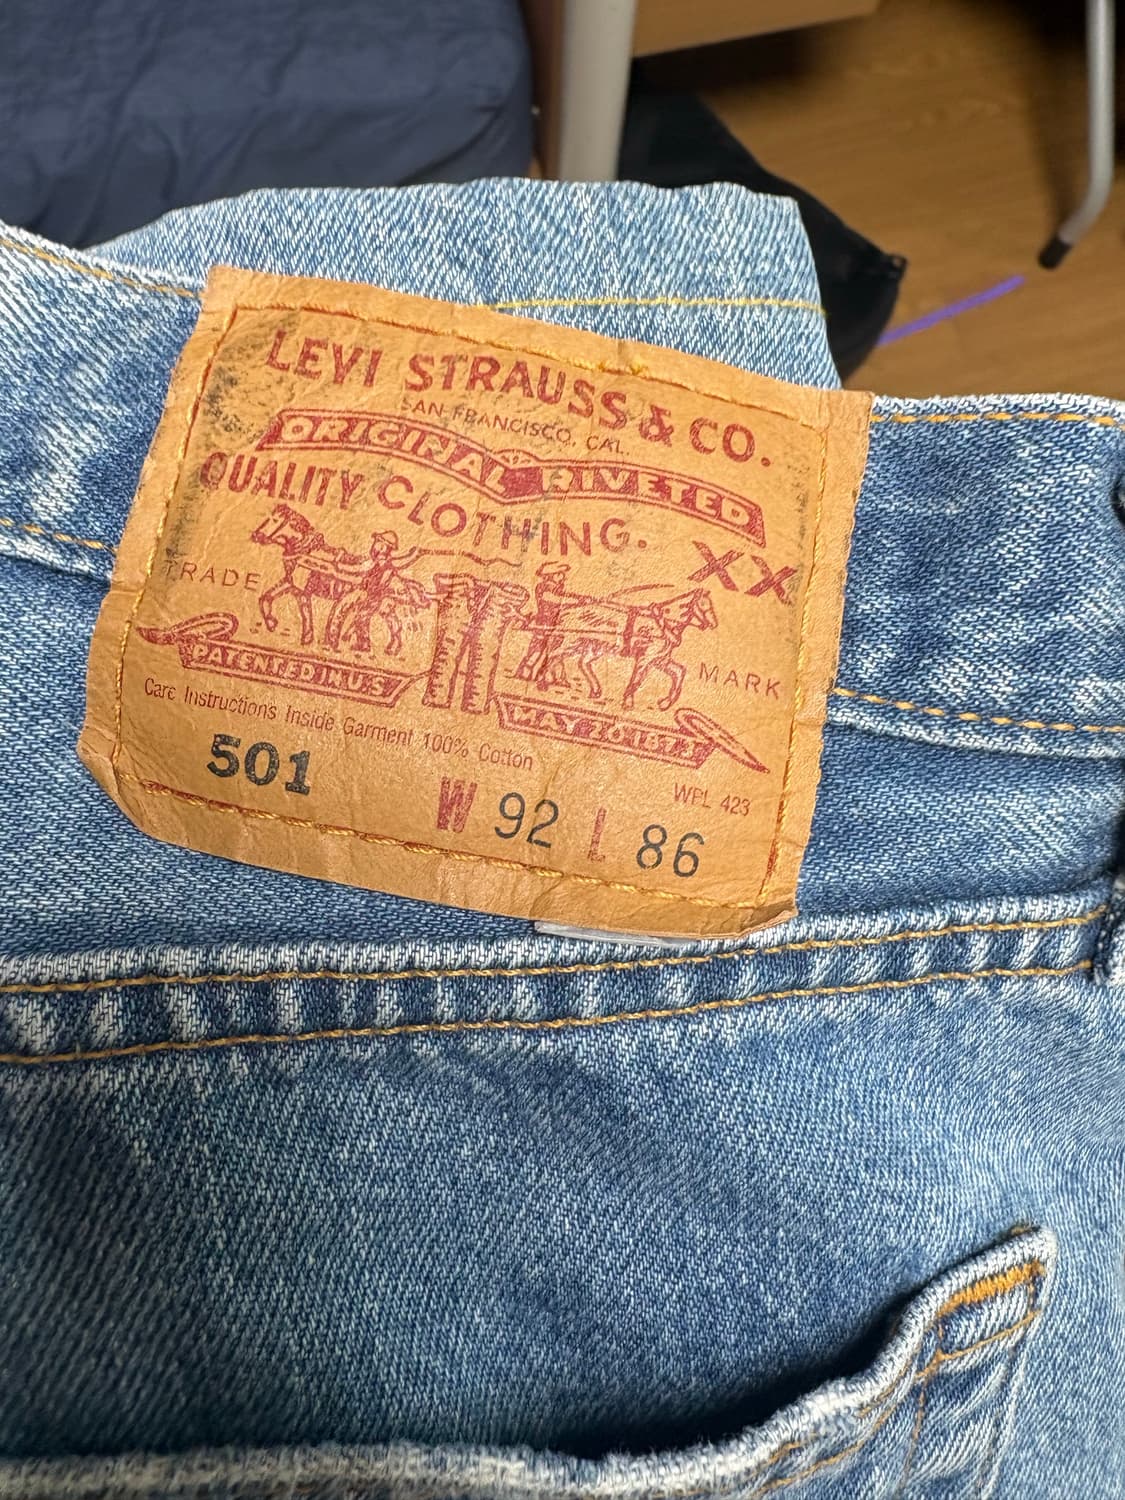 LEVI STRAUSS & CO.
SAN FRANCISCO, CAL.
ORIGINAL RIVETED
QUALITY CLOTHING.
XX
TRADE MARK
PATENTED IN U.S.
MAY 20 1873
Care Instructions Inside Garment 100% Cotton
WPL 423
501 W 92 L 86